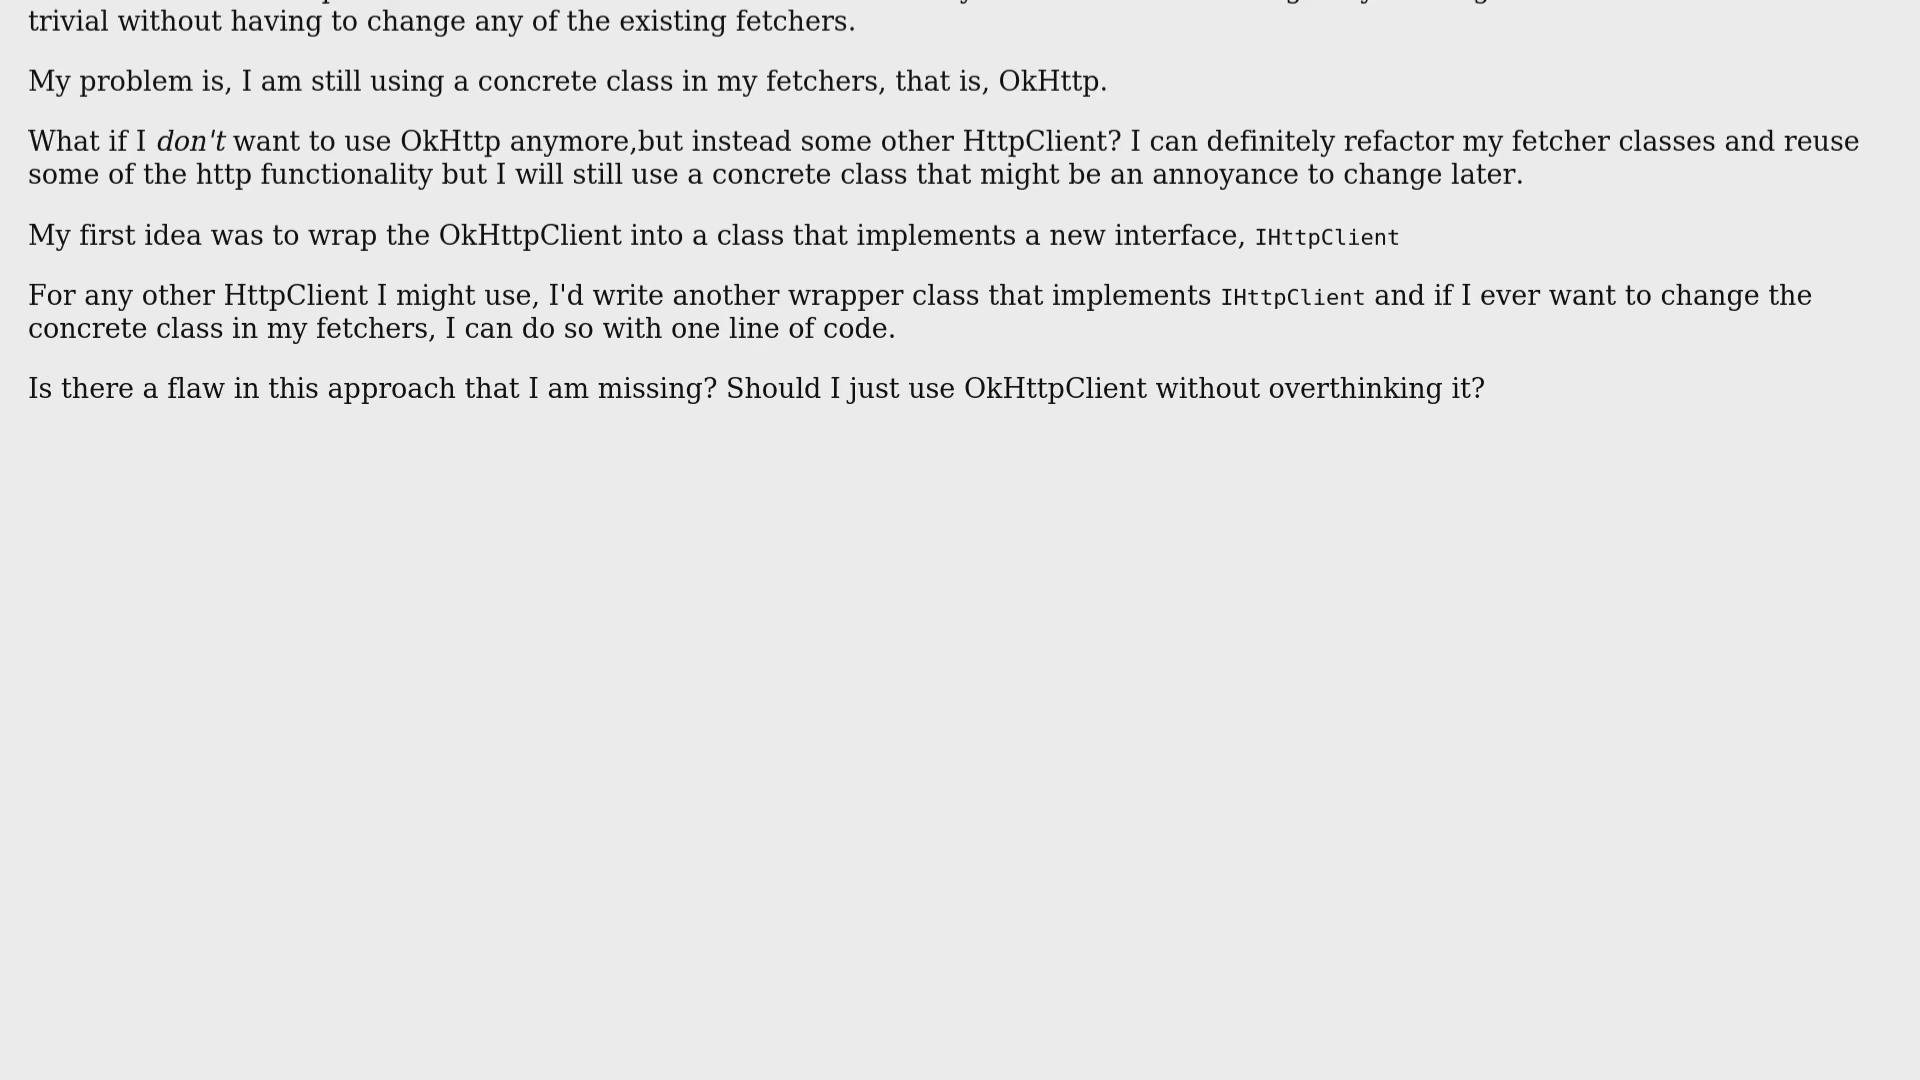 trivial without having to change any of the existing fetchers.
My problem is, I am still using a concrete class in my fetchers, that is, OkHttp.
What if I don't want to use OkHttp anymore,but instead some other HttpClient? I can definitely refactor my fetcher classes and reuse
some of the http functionality but I will still use a concrete class that might be an annoyance to change later.
My first idea was to wrap the OkHttpClient into a class that implements a new interface, IHttpClient
For any other HttpClient I might use, I'd write another wrapper class that implements IHttpClient and if I ever want to change the
concrete class in my fetchers, I can do so with one line of code.
Is there a flaw in this approach that I am missing? Should I just use OkHttpClient without overthinking it?